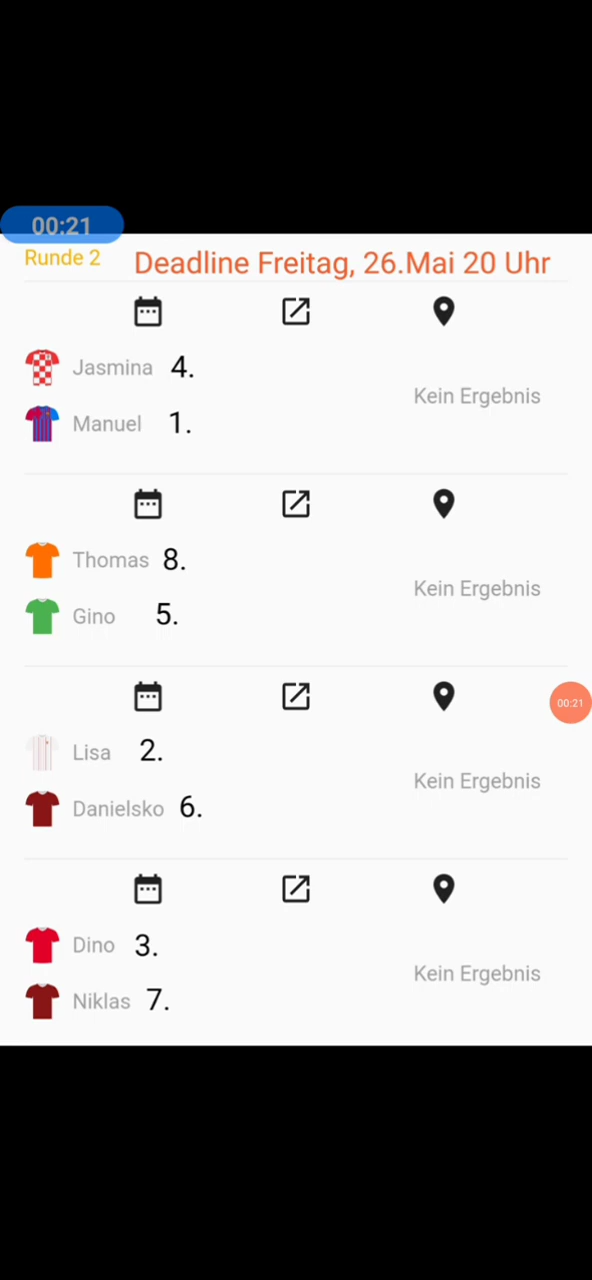 00:21
Runde 2
Deadline Freitag, 26.Mai 20 Uhr
Jasmina 4.
Kein Ergebnis
Manuel 1.
Thomas 8.
Kein Ergebnis
Gino 5.
00:21
Lisa 2.
Kein Ergebnis
Danielsko 6.
Dino 3.
Kein Ergebnis
Niklas 7.